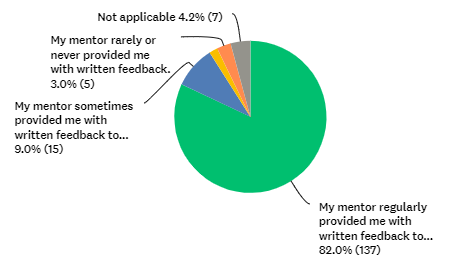 Not applicable 4.2% (7)
My mentor rarely or
never provided me
with written feedback.
3.0% (5)
My mentor sometimes
provided me with
written feedback to...
9.0% (15)
My mentor regularly
provided me with
written feedback to...
82.0% (137)